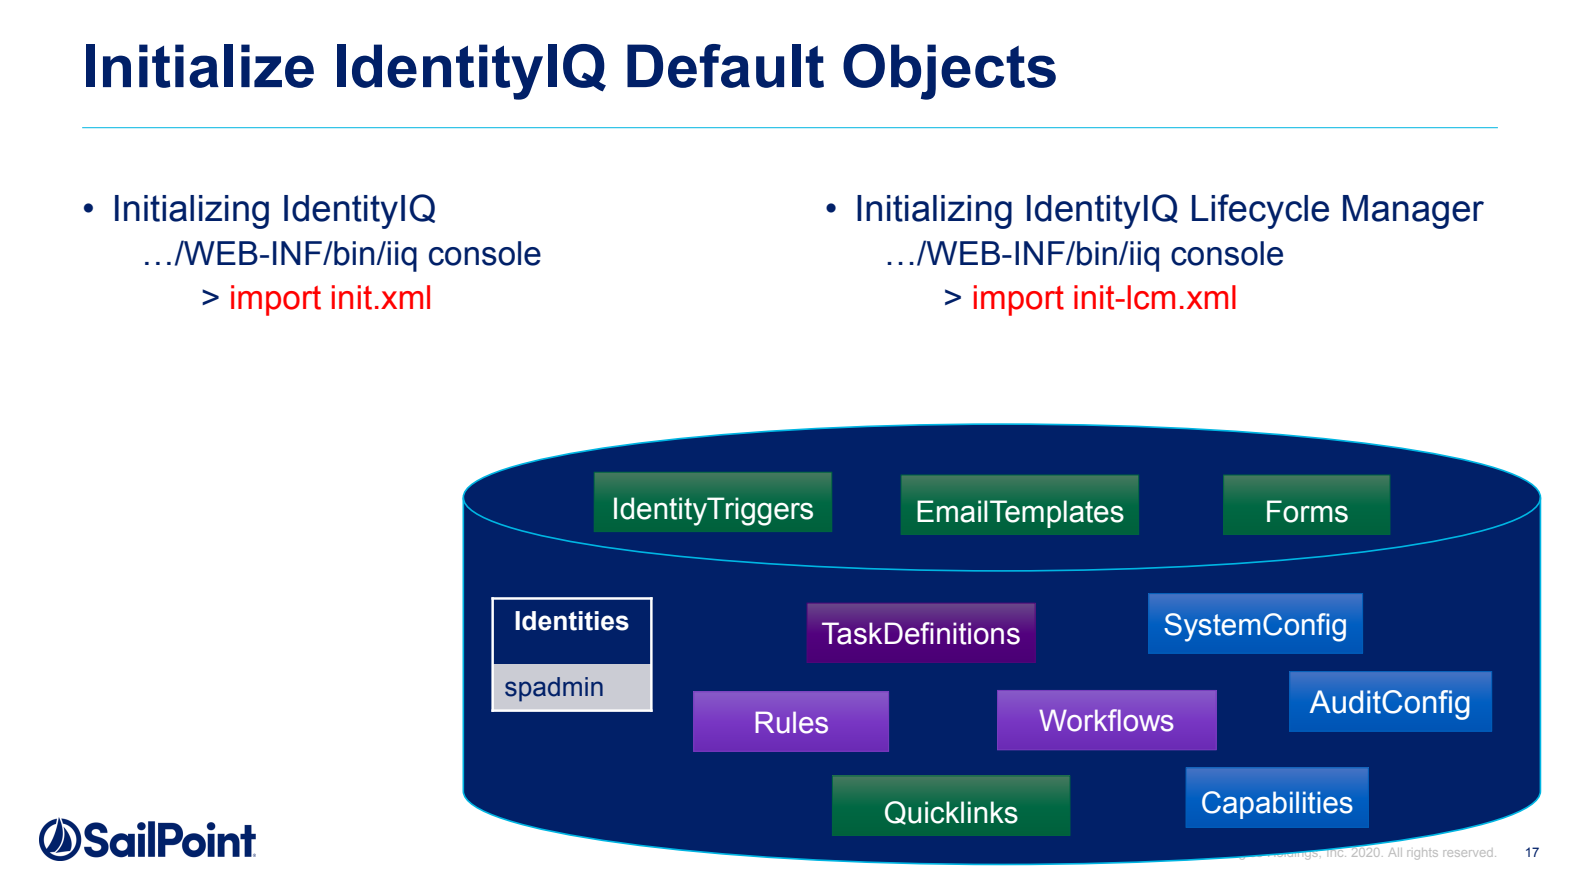 Initialize IdentityIQ Default Objects
• Initializing IdentityIQ
…/WEB-INF/bin/iiq console
> import init.xml
• Initializing IdentityIQ Lifecycle Manager
…/WEB-INF/bin/iiq console
> import init-lcm.xml
IdentityTriggers
EmailTemplates
Forms
Identities
spadmin
TaskDefinitions
SystemConfig
Rules
Workflows
AuditConfig
Quicklinks
Capabilities
SailPoint
Inc. 2020. All rights reserved.
17